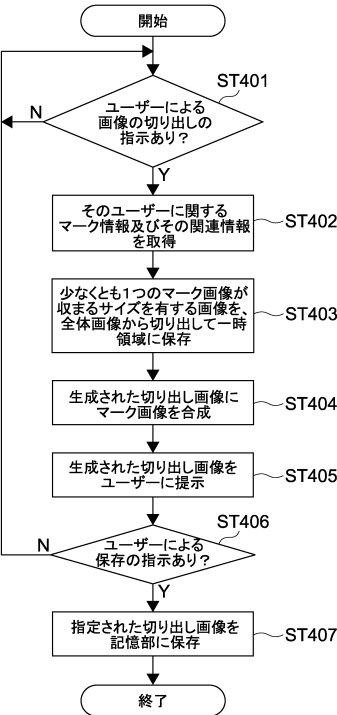 開始
ST401
ユーザーによる
画像の切り出しの
指示あり？
N
Y
そのユーザーに関する
マーク情報及びその関連情報
を取得
ST402
少なくとも1つのマーク画像が
収まるサイズを有する画像を、
全体画像から切り出して一時
領域に保存
ST403
生成された切り出し画像に
マーク画像を合成
ST404
生成された切り出し画像を
ユーザーに提示
ST405
ST406
ユーザーによる
保存の指示あり？
N
Y
指定された切り出し画像を
記憶部に保存
ST407
終了